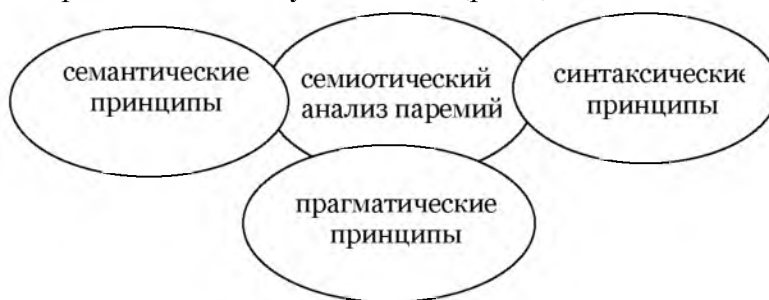 семантические
принципы
семиотический
анализ паремий
синтаксические
принципы
прагматические
принципы